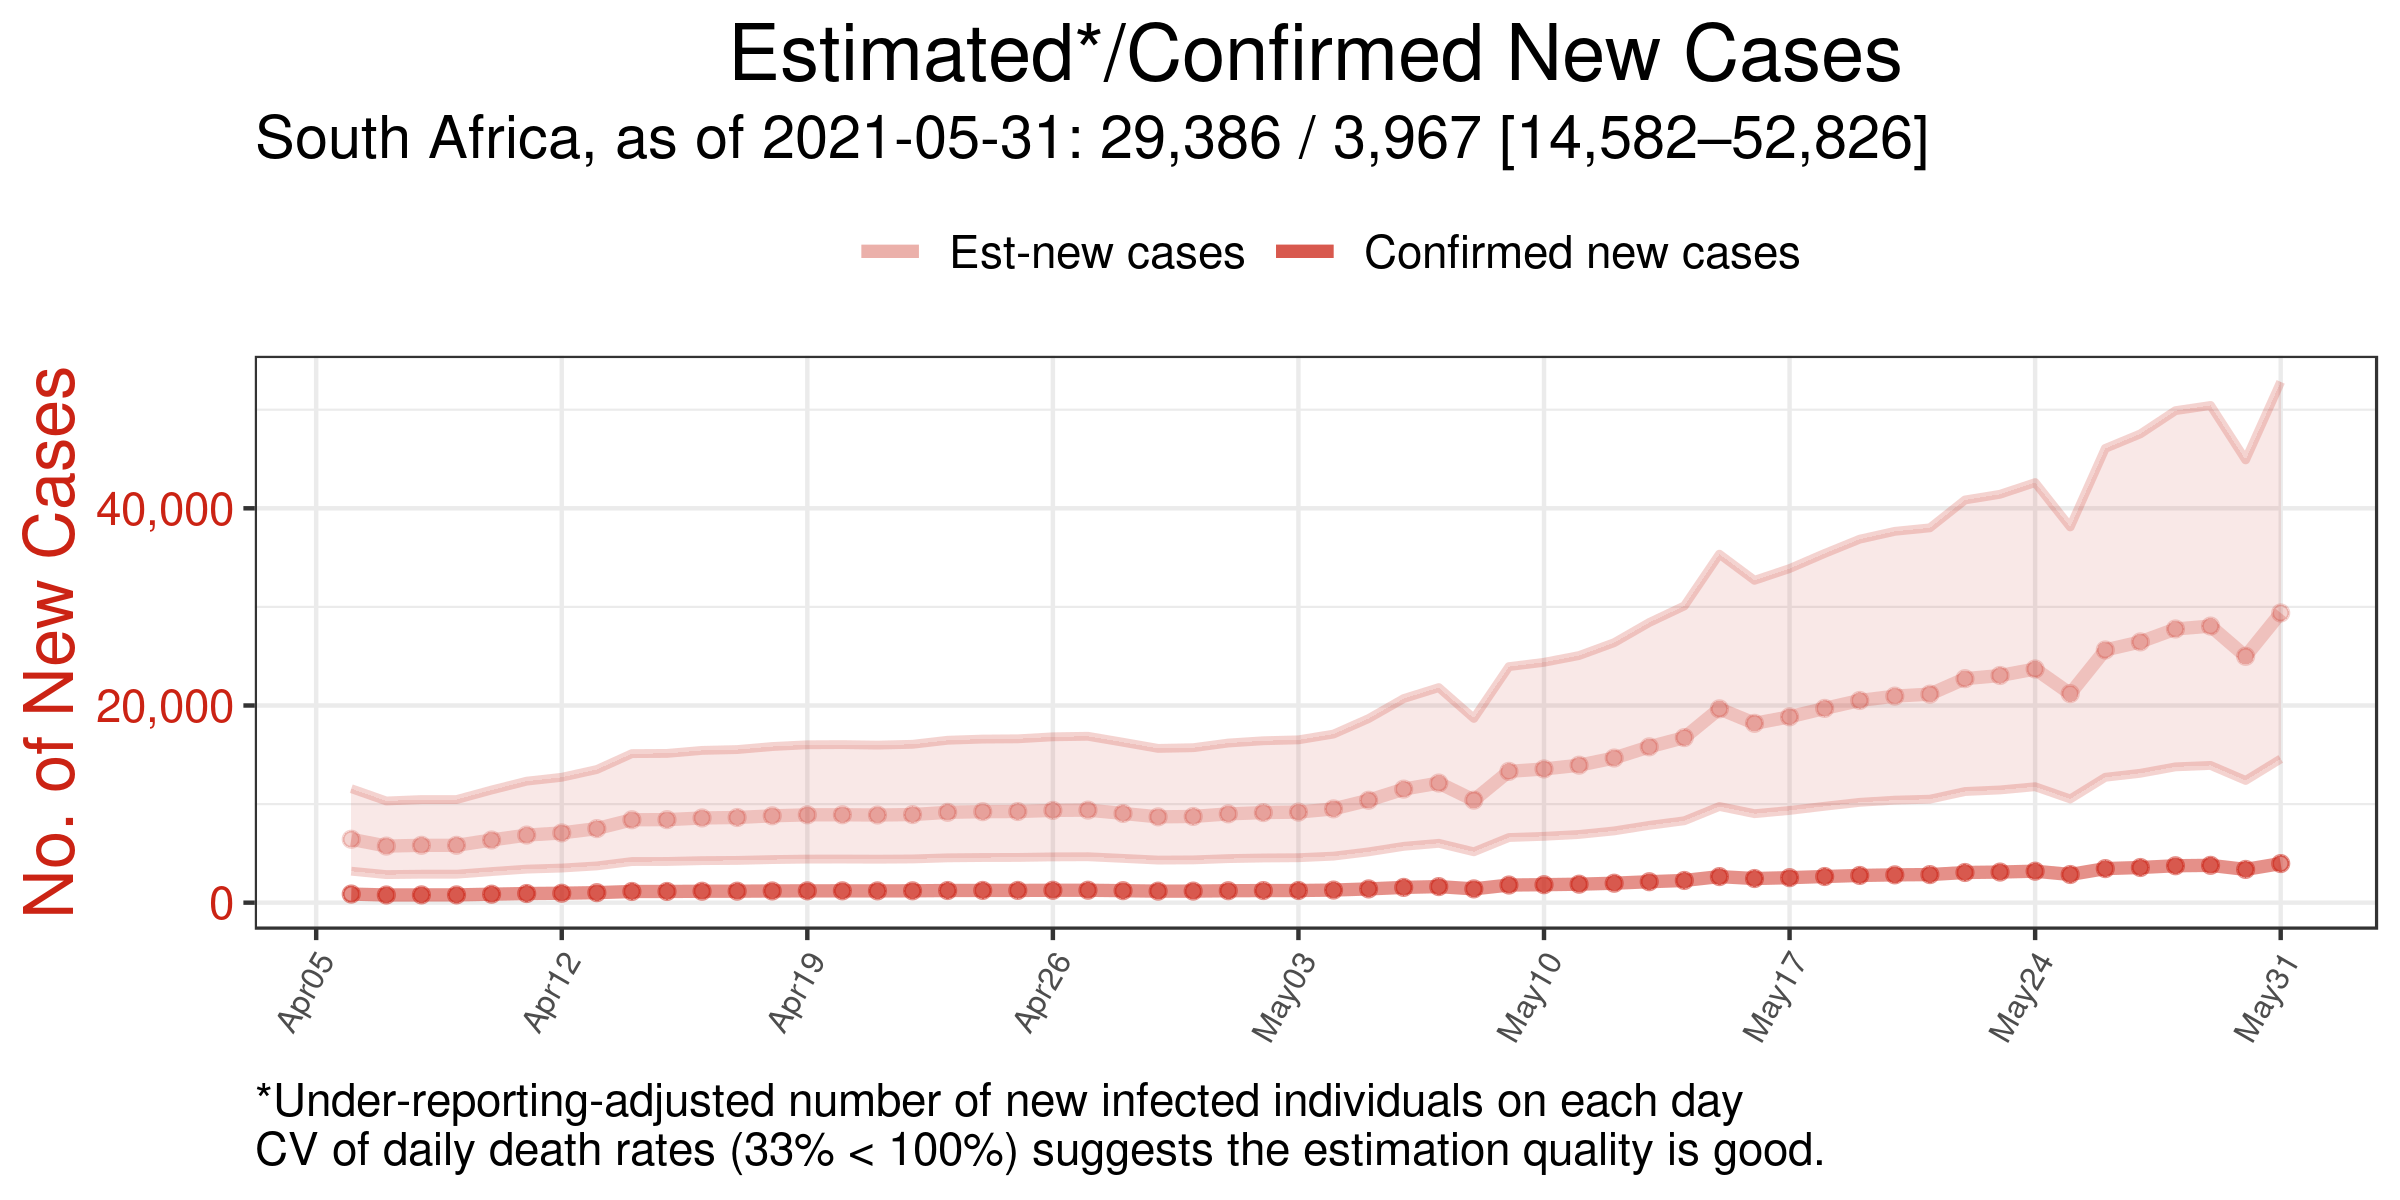 Estimated*/Confirmed New Cases
South Africa, as of 2021-05-31: 29,386 / 3,967 [14,582–52,826]
Est-new cases
Confirmed new cases
No. of New Cases
40,000
20,000
0
Apr05
Apr12
Apr19
Apr26
May03
May10
May17
May24
May31
*Under-reporting-adjusted number of new infected individuals on each day
CV of daily death rates (33% < 100%) suggests the estimation quality is good.